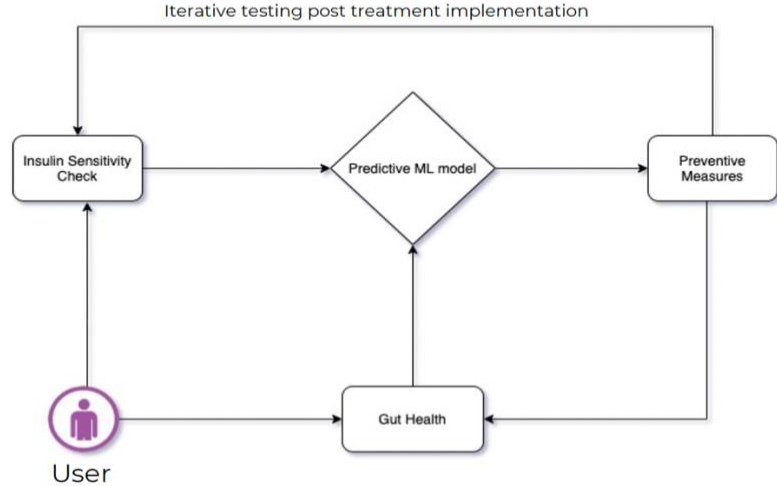 Iterative testing post treatment implementation
Insulin Sensitivity
Check
Predictive ML model
Preventive
Measures
Gut Health
User